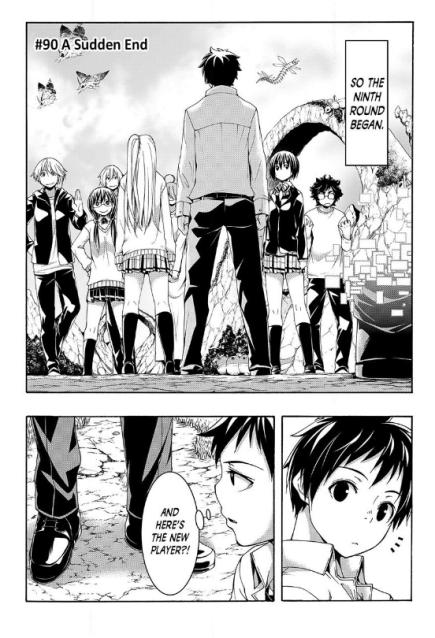 #90 A Sudden End
SO THE
NINTH
ROUND
BEGAN.
AND
HERE'S
THE NEW
PLAYER?!